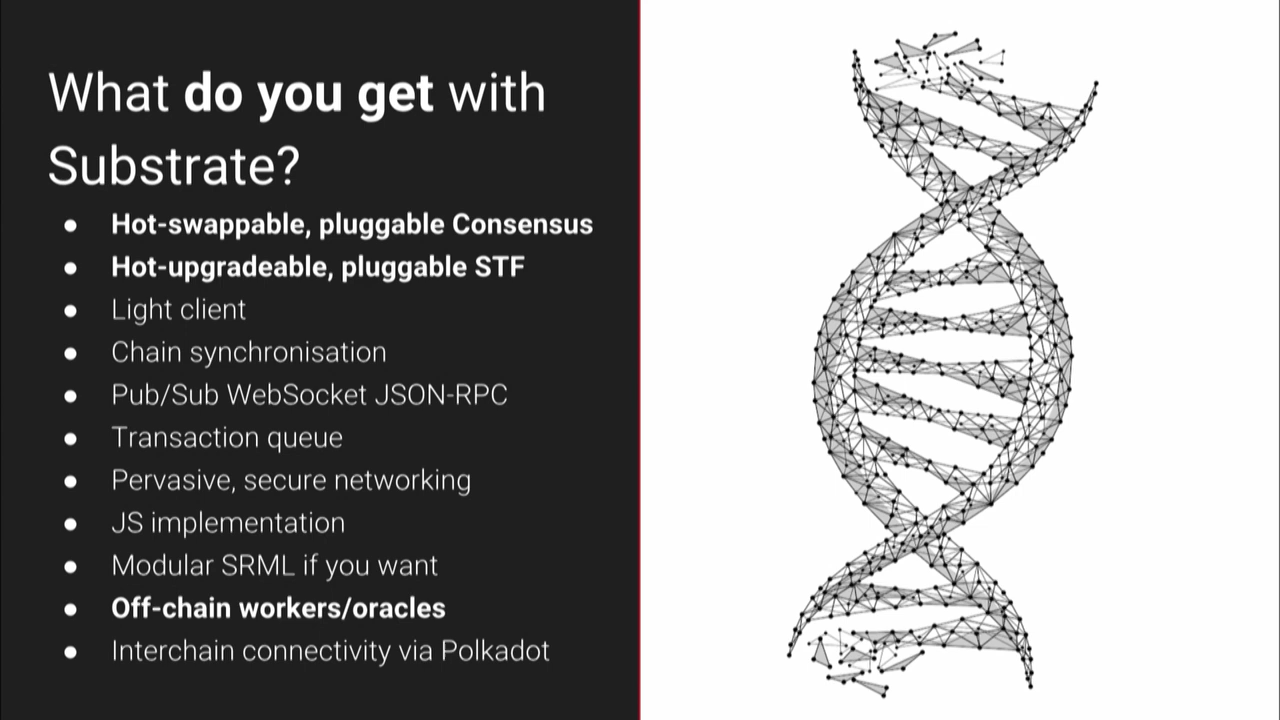 What do you get with
Substrate?
● Hot-swappable, pluggable Consensus
● Hot-upgradeable, pluggable STF
● Light client
● Chain synchronisation
● Pub/Sub WebSocket JSON-RPC
● Transaction queue
● Pervasive, secure networking
● JS implementation
● Modular SRML if you want
● Off-chain workers/oracles
● Interchain connectivity via Polkadot